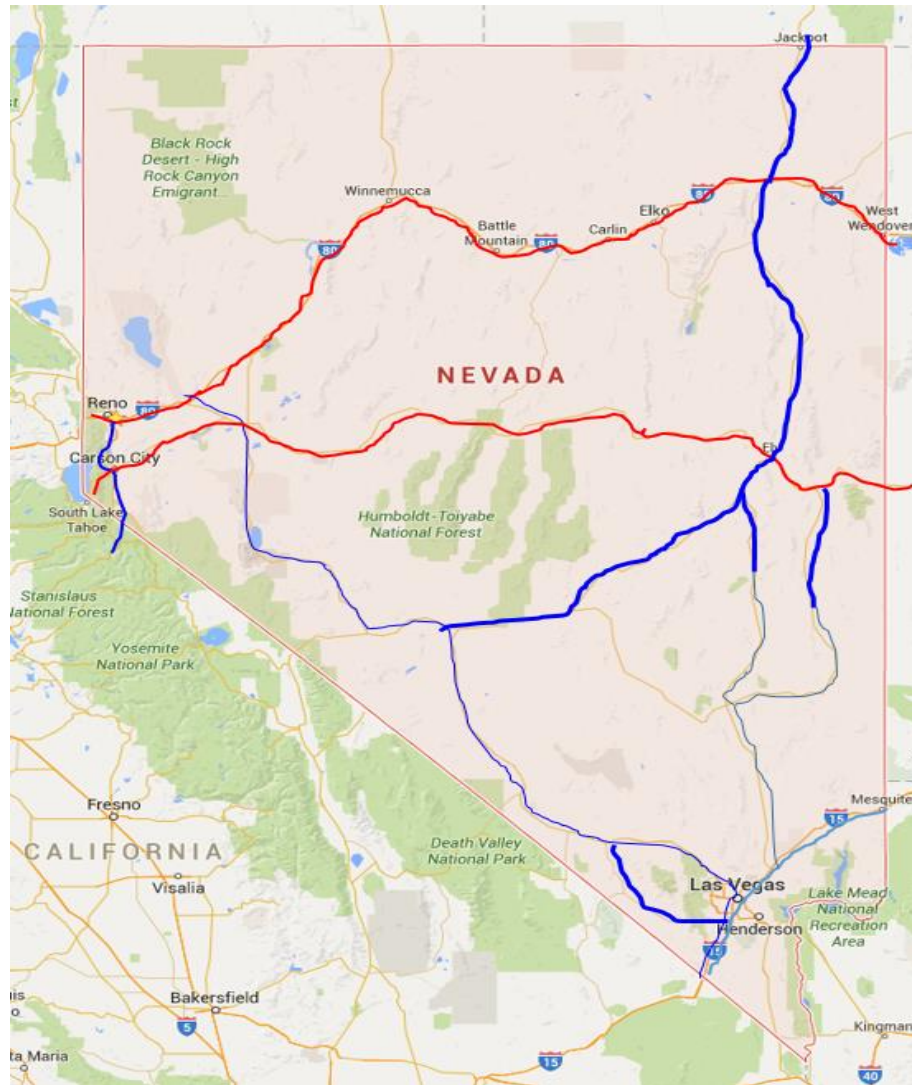 Jackpot
Black Rock
Desert - High
Rock Canyon
Emigrant...
Winnemucca
80
80
West
Wendover
Elko
Carlin
Battle
Mountain
80
80
NEVADA
Reno
80
Carson City
South Lake
Tahoe
Humboldt-Toiyabe
National Forest
Stanislaus
National Forest
Yosemite
National Park
Fresno
CALIFORNIA
Visalia
Death Valley
National Park
Mesquite
15
Las Vegas
Henderson
Lake Mead
National
Recreation
Area
15
Bakersfield
5
15
Kingman
40
ta Maria